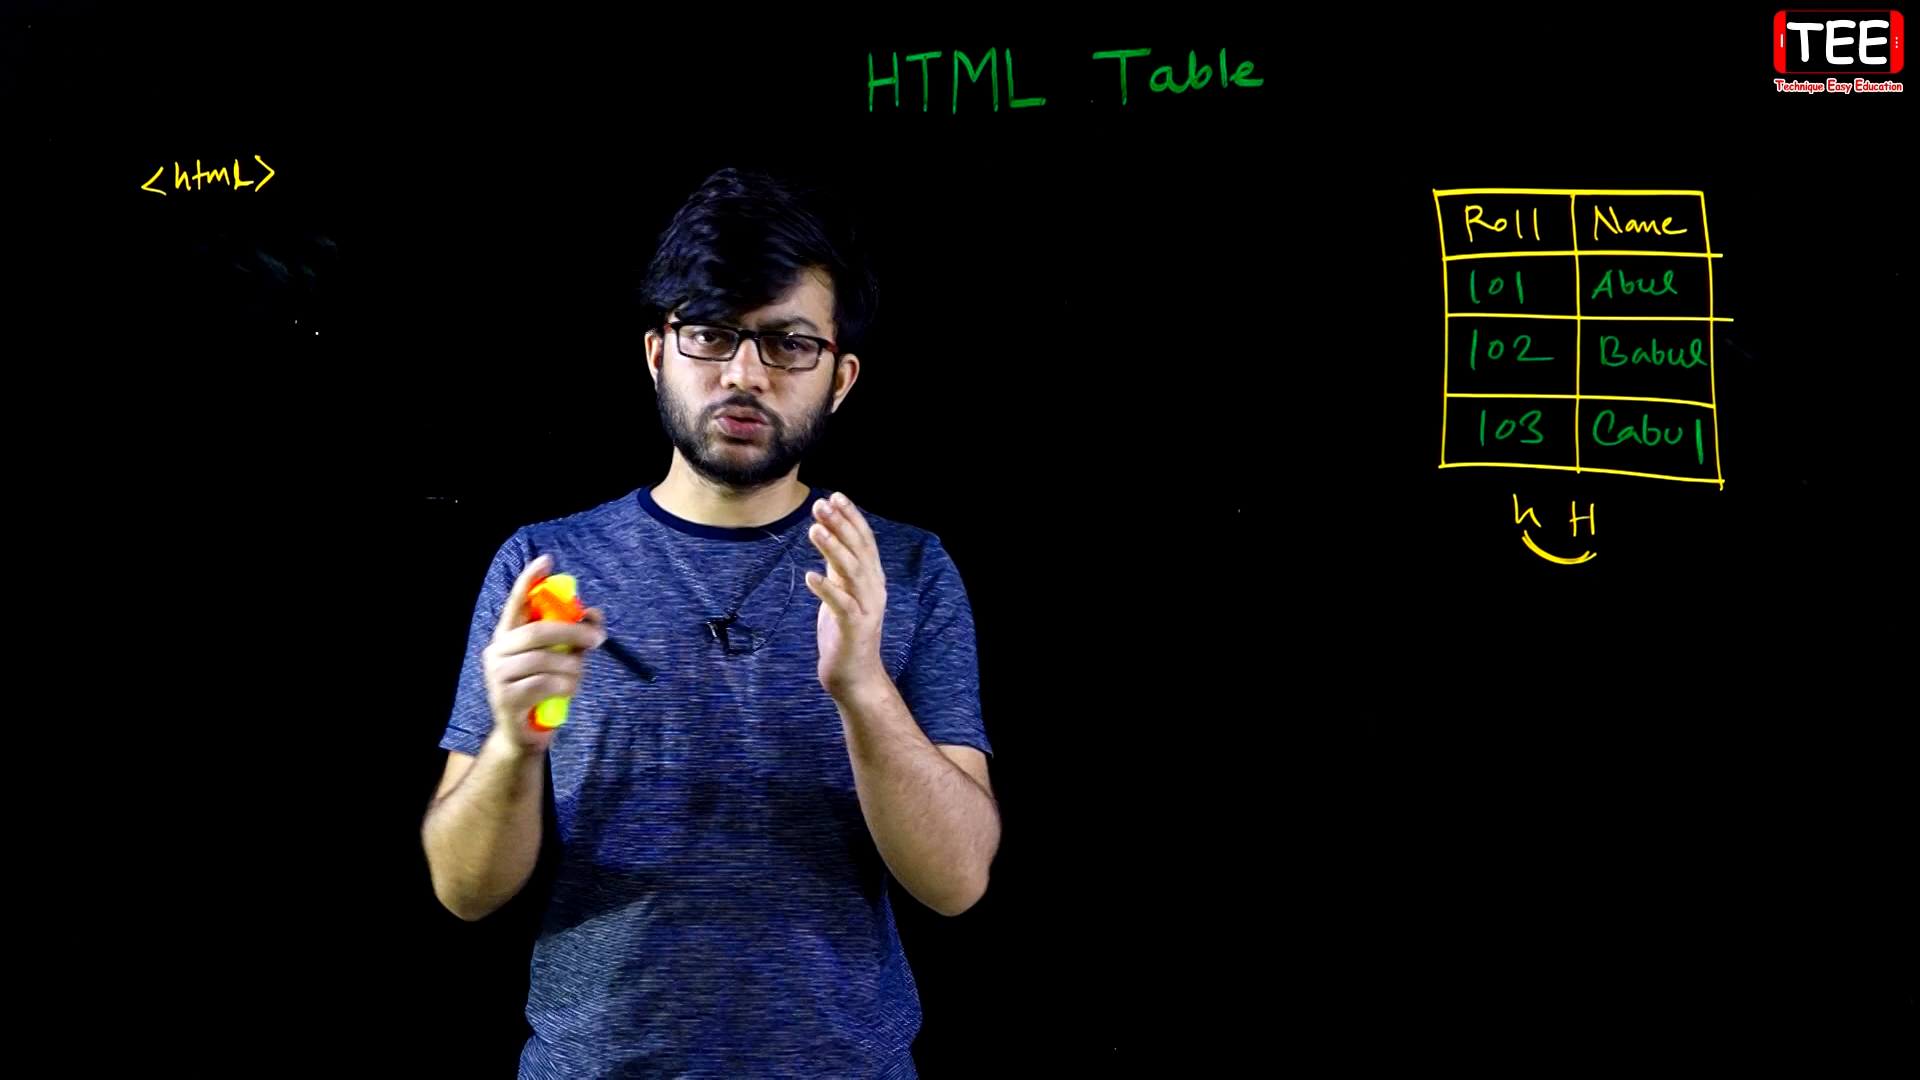 HTML Table
TEE
Technique Easy Education
<html>
Roll Name
101 Abul
102 Babul
103 Cabul
h H